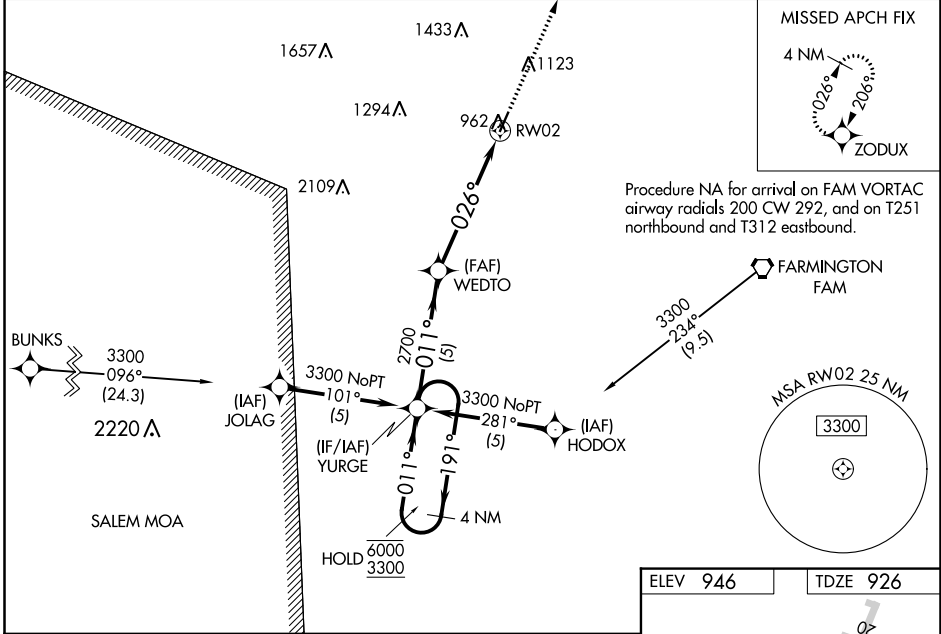 MISSED APCH FIX
4 NM
026°
206°
ZODUX
1433
1657
1123
1294
962
RW02
2109
026°
Procedure NA for arrival on FAM VORTAC
airway radials 200 CW 292, and on T251
northbound and T312 eastbound.
(FAF)
WEDTO
FARMINGTON
FAM
3300
234°
(9.5)
BUNKS
3300
096°
(24.3)
2700
011°
(5)
3300 NoPT
101°
(5)
3300 NoPT
281°
(5)
(IAF)
JOLAG
(IAF)
HODOX
2220
(IF/IAF)
YURGE
011°
191°
4 NM
HOLD
6000
3300
SALEM MOA
MSA RW02 25 NM
3300
ELEV 946
TDZE 926
20